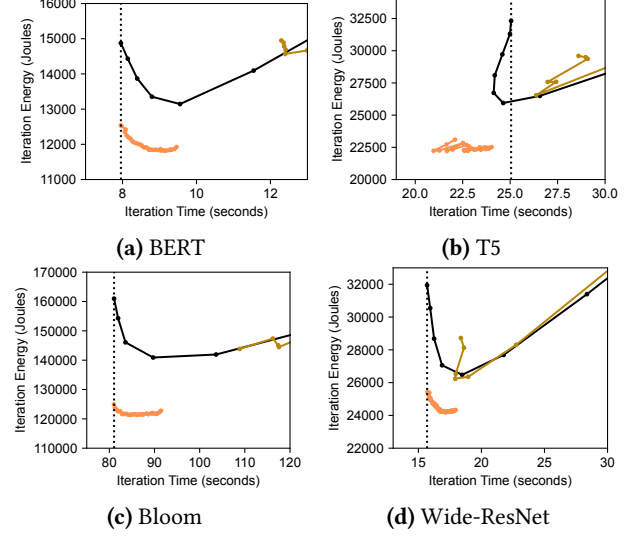 16000
15000
14000
13000
12000
11000
Iteration Energy (Joules)
8 10 12
Iteration Time (seconds)
(a) BERT
35000
32500
30000
27500
25000
22500
20000
Iteration Energy (Joules)
20.0 22.5 25.0 27.5 30.0
Iteration Time (seconds)
(b) T5
170000
160000
150000
140000
130000
120000
110000
Iteration Energy (Joules)
80 90 100 110 120
Iteration Time (seconds)
(c) Bloom
32000
30000
28000
26000
24000
22000
Iteration Energy (Joules)
15 20 25 30
Iteration Time (seconds)
(d) Wide-ResNet